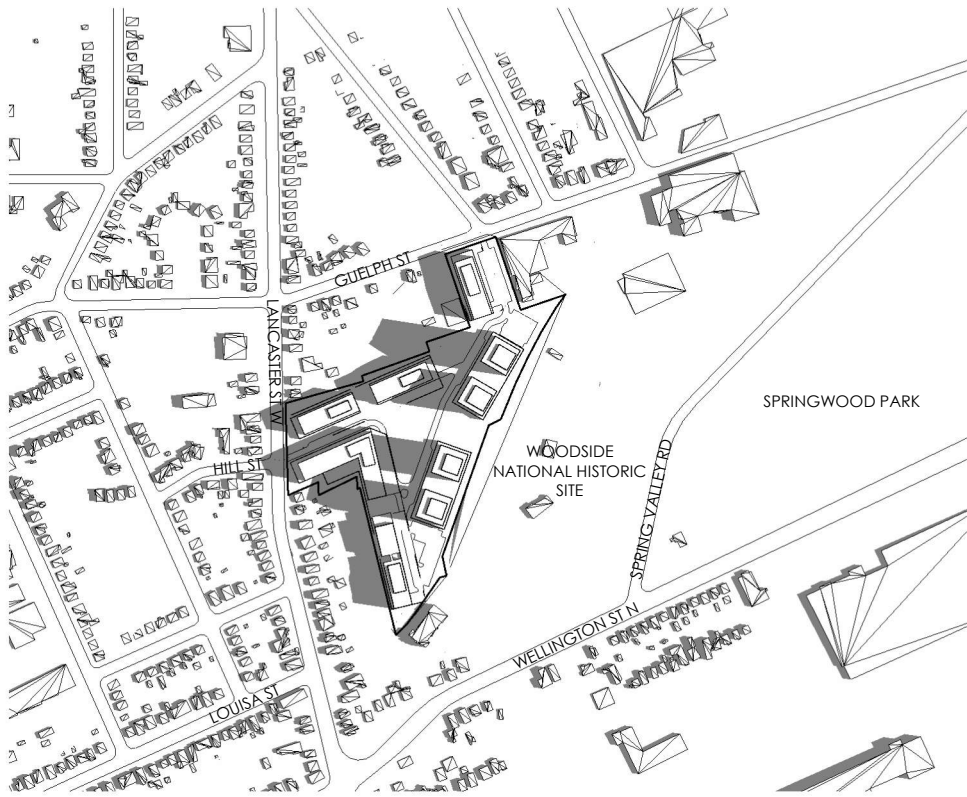 GUELPH ST
LANCASTER ST W
SPRINGWOOD PARK
WOODSIDE
NATIONAL HISTORIC
SITE
HILL ST
SPRING VALLEY RD
WELLINGTON ST N
LOUISA ST